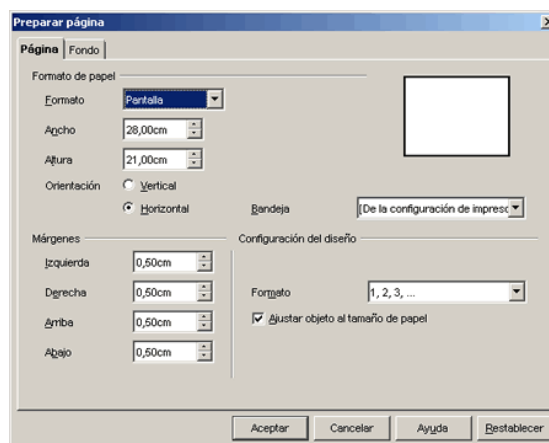 Preparar página
Página Fondo
Formato de papel
Formato Pantalla
Ancho 28,00cm
Altura 21,00cm
Orientación Vertical
Horizontal Bandeja [De la configuración de impreso
Márgenes Configuración del diseño
Izquierda 0,50cm
Derecha 0,50cm Formato 1, 2, 3, ...
Arriba 0,50cm Ajustar objeto al tamaño de papel
Abajo 0,50cm
Aceptar Cancelar Ayuda Restablecer